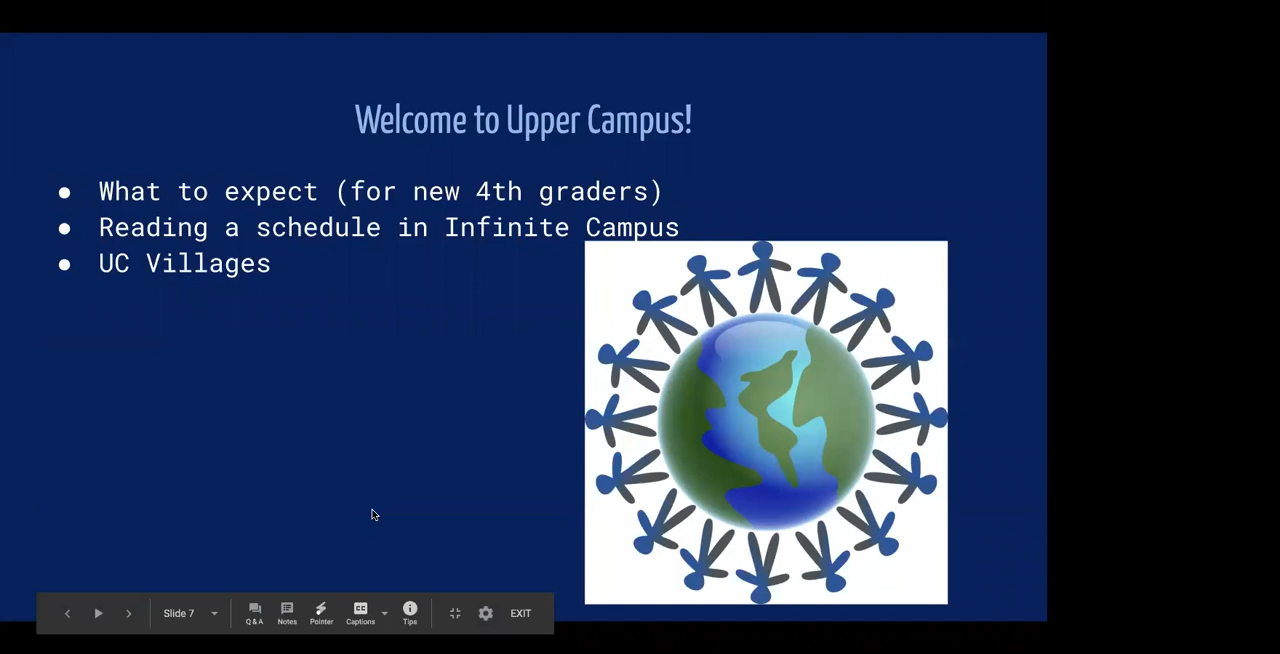 Welcome to Upper Campus!
● What to expect (for new 4th graders)
● Reading a schedule in Infinite Campus
● UC Villages
Slide 7
Q & A
Notes
Pointer
CC
Captions
Tips
EXIT